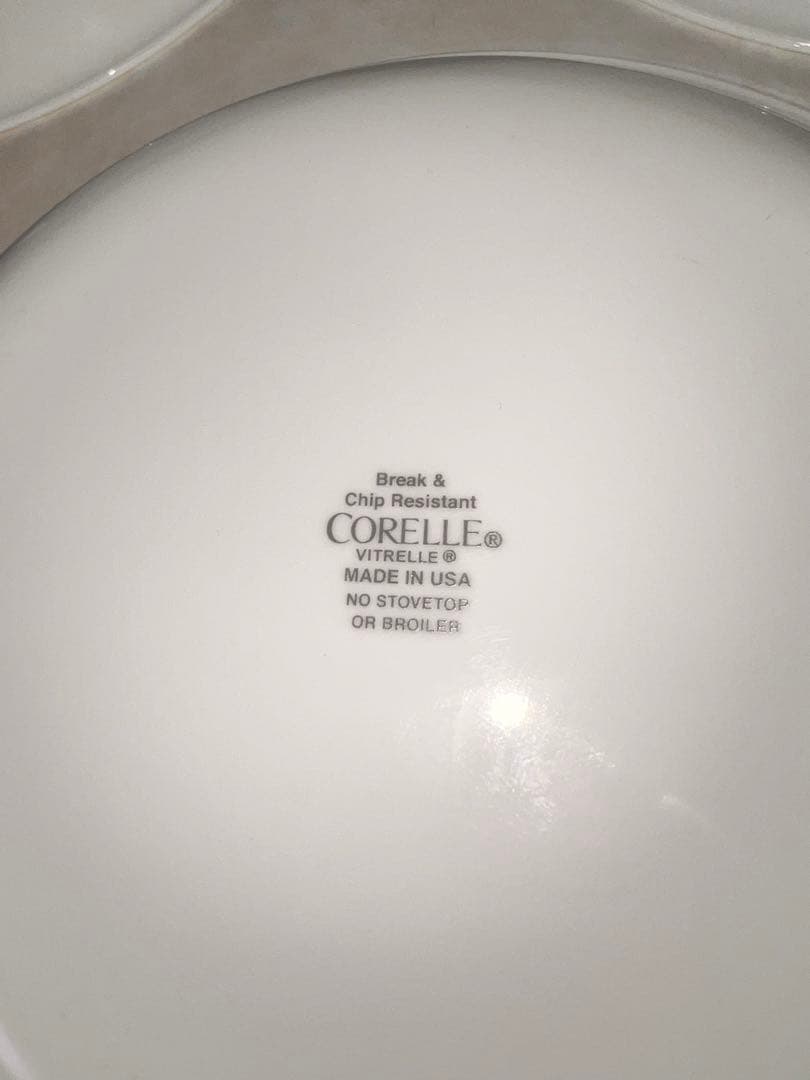 Break &
Chip Resistant
CORELLE®
VITRELLE®
MADE IN USA
NO STOVETOP
OR BROILER